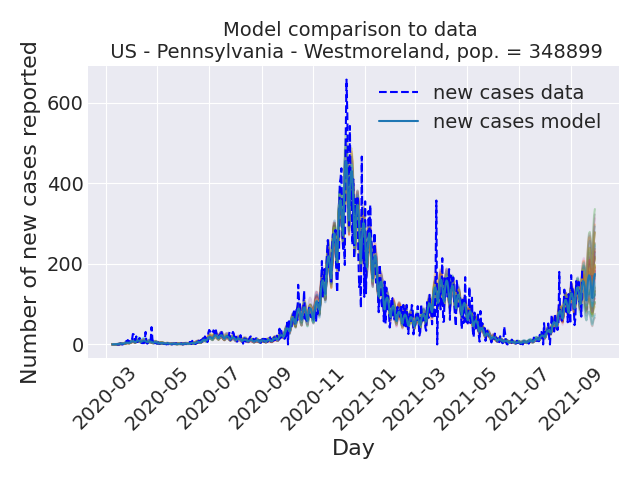 Model comparison to data
US - Pennsylvania - Westmoreland, pop. = 348899
new cases data
new cases model
Number of new cases reported
600
400
200
0
2020-03
2020-05
2020-07
2020-09
2020-11
2021-01
2021-03
2021-05
2021-07
2021-09
Day